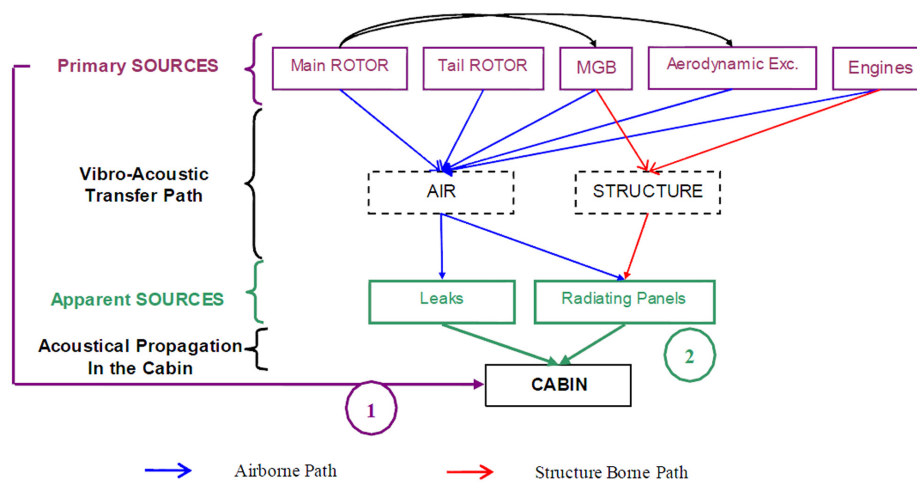 Primary SOURCES
Main ROTOR
Tail ROTOR
MGB
Aerodynamic Exc.
Engines
Vibro-Acoustic
Transfer Path
AIR
STRUCTURE
Apparent SOURCES
Leaks
Radiating Panels
2
Acoustical Propagation
In the Cabin
CABIN
1
Airborne Path
Structure Borne Path